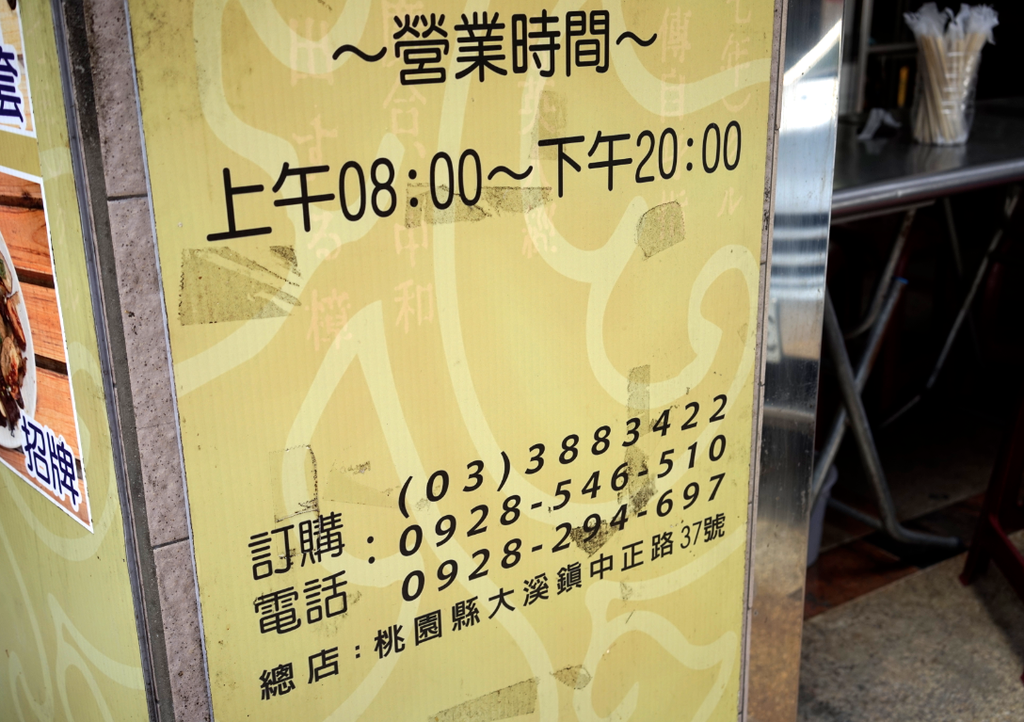 ～營業時間～
上午08:00～下午20:00
(03)3883422
訂購：0928-546-510
電話 0928-294-697
總店：桃園縣大溪鎮中正路37號
招牌